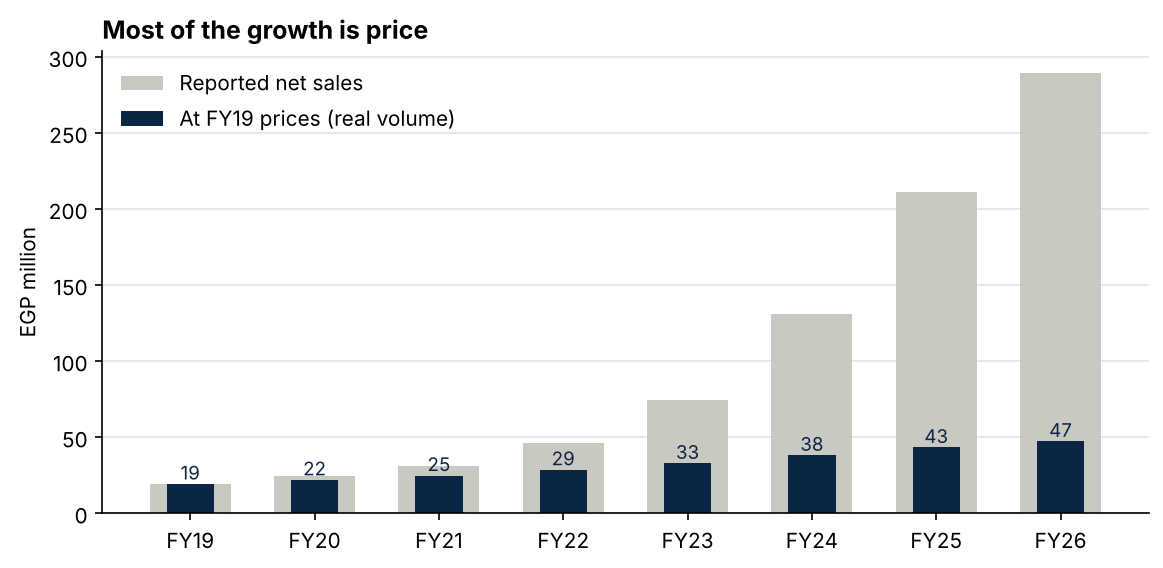 Most of the growth is price
Reported net sales
At FY19 prices (real volume)
EGP million
300
250
200
150
100
50
0
19
22
25
29
33
38
43
47
FY19
FY20
FY21
FY22
FY23
FY24
FY25
FY26